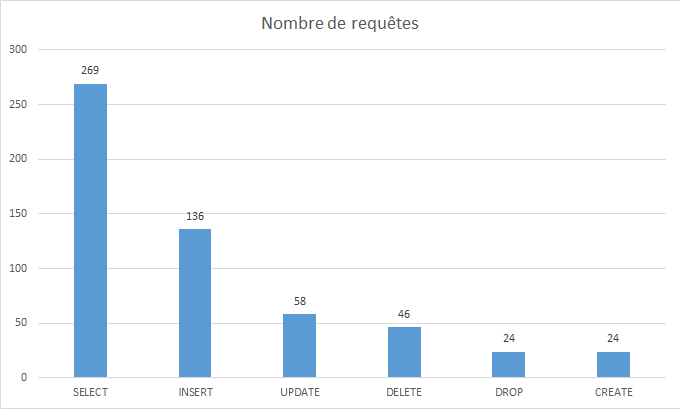 Nombre de requêtes
300
269
250
200
150
136
100
58
50
46
24
24
0
SELECT
INSERT
UPDATE
DELETE
DROP
CREATE